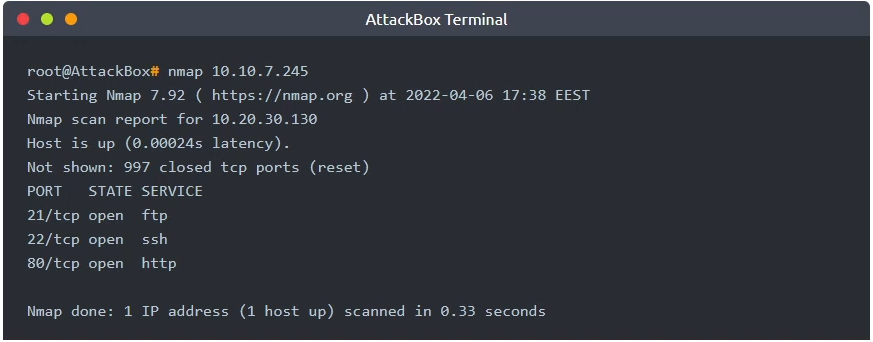 AttackBox Terminal
root@AttackBox# nmap 10.10.7.245
Starting Nmap 7.92 ( https://nmap.org ) at 2022-04-06 17:38 EEST
Nmap scan report for 10.20.30.130
Host is up (0.00024s latency).
Not shown: 997 closed tcp ports (reset)
PORT   STATE SERVICE
21/tcp open  ftp
22/tcp open  ssh
80/tcp open  http
Nmap done: 1 IP address (1 host up) scanned in 0.33 seconds